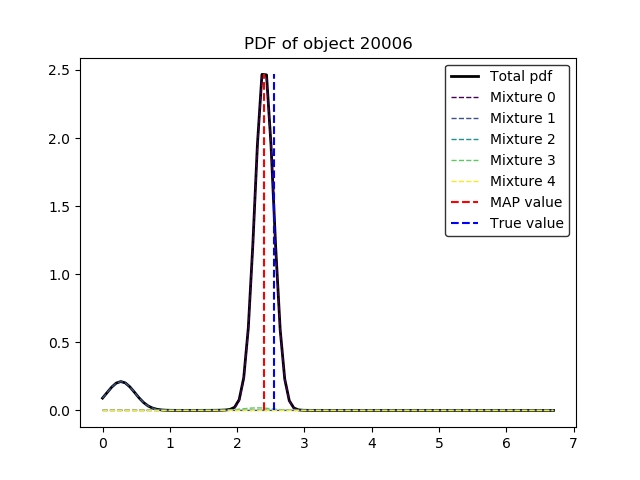 PDF of object 20006
2.5
2.0
1.5
1.0
0.5
0.0
0 1 2 3 4 5 6 7
Total pdf
Mixture 0
Mixture 1
Mixture 2
Mixture 3
Mixture 4
MAP value
True value